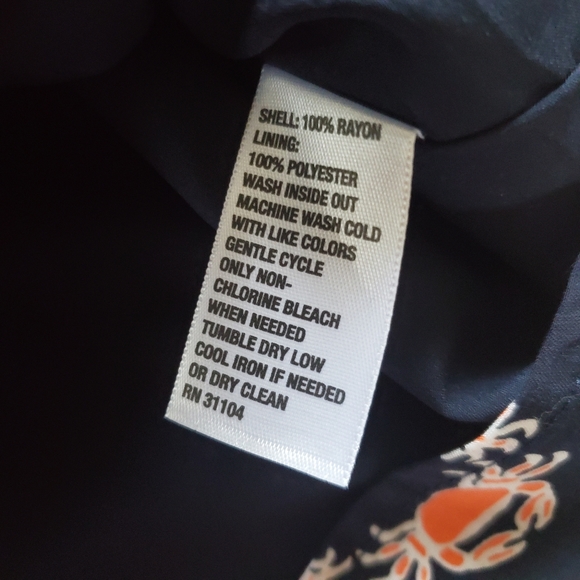 SHELL: 100% RAYON
LINING:
100% POLYESTER
WASH INSIDE OUT
MACHINE WASH COLD
WITH LIKE COLORS
GENTLE CYCLE
ONLY NON-
CHLORINE BLEACH
WHEN NEEDED
TUMBLE DRY LOW
COOL IRON IF NEEDED
OR DRY CLEAN
RN 31104